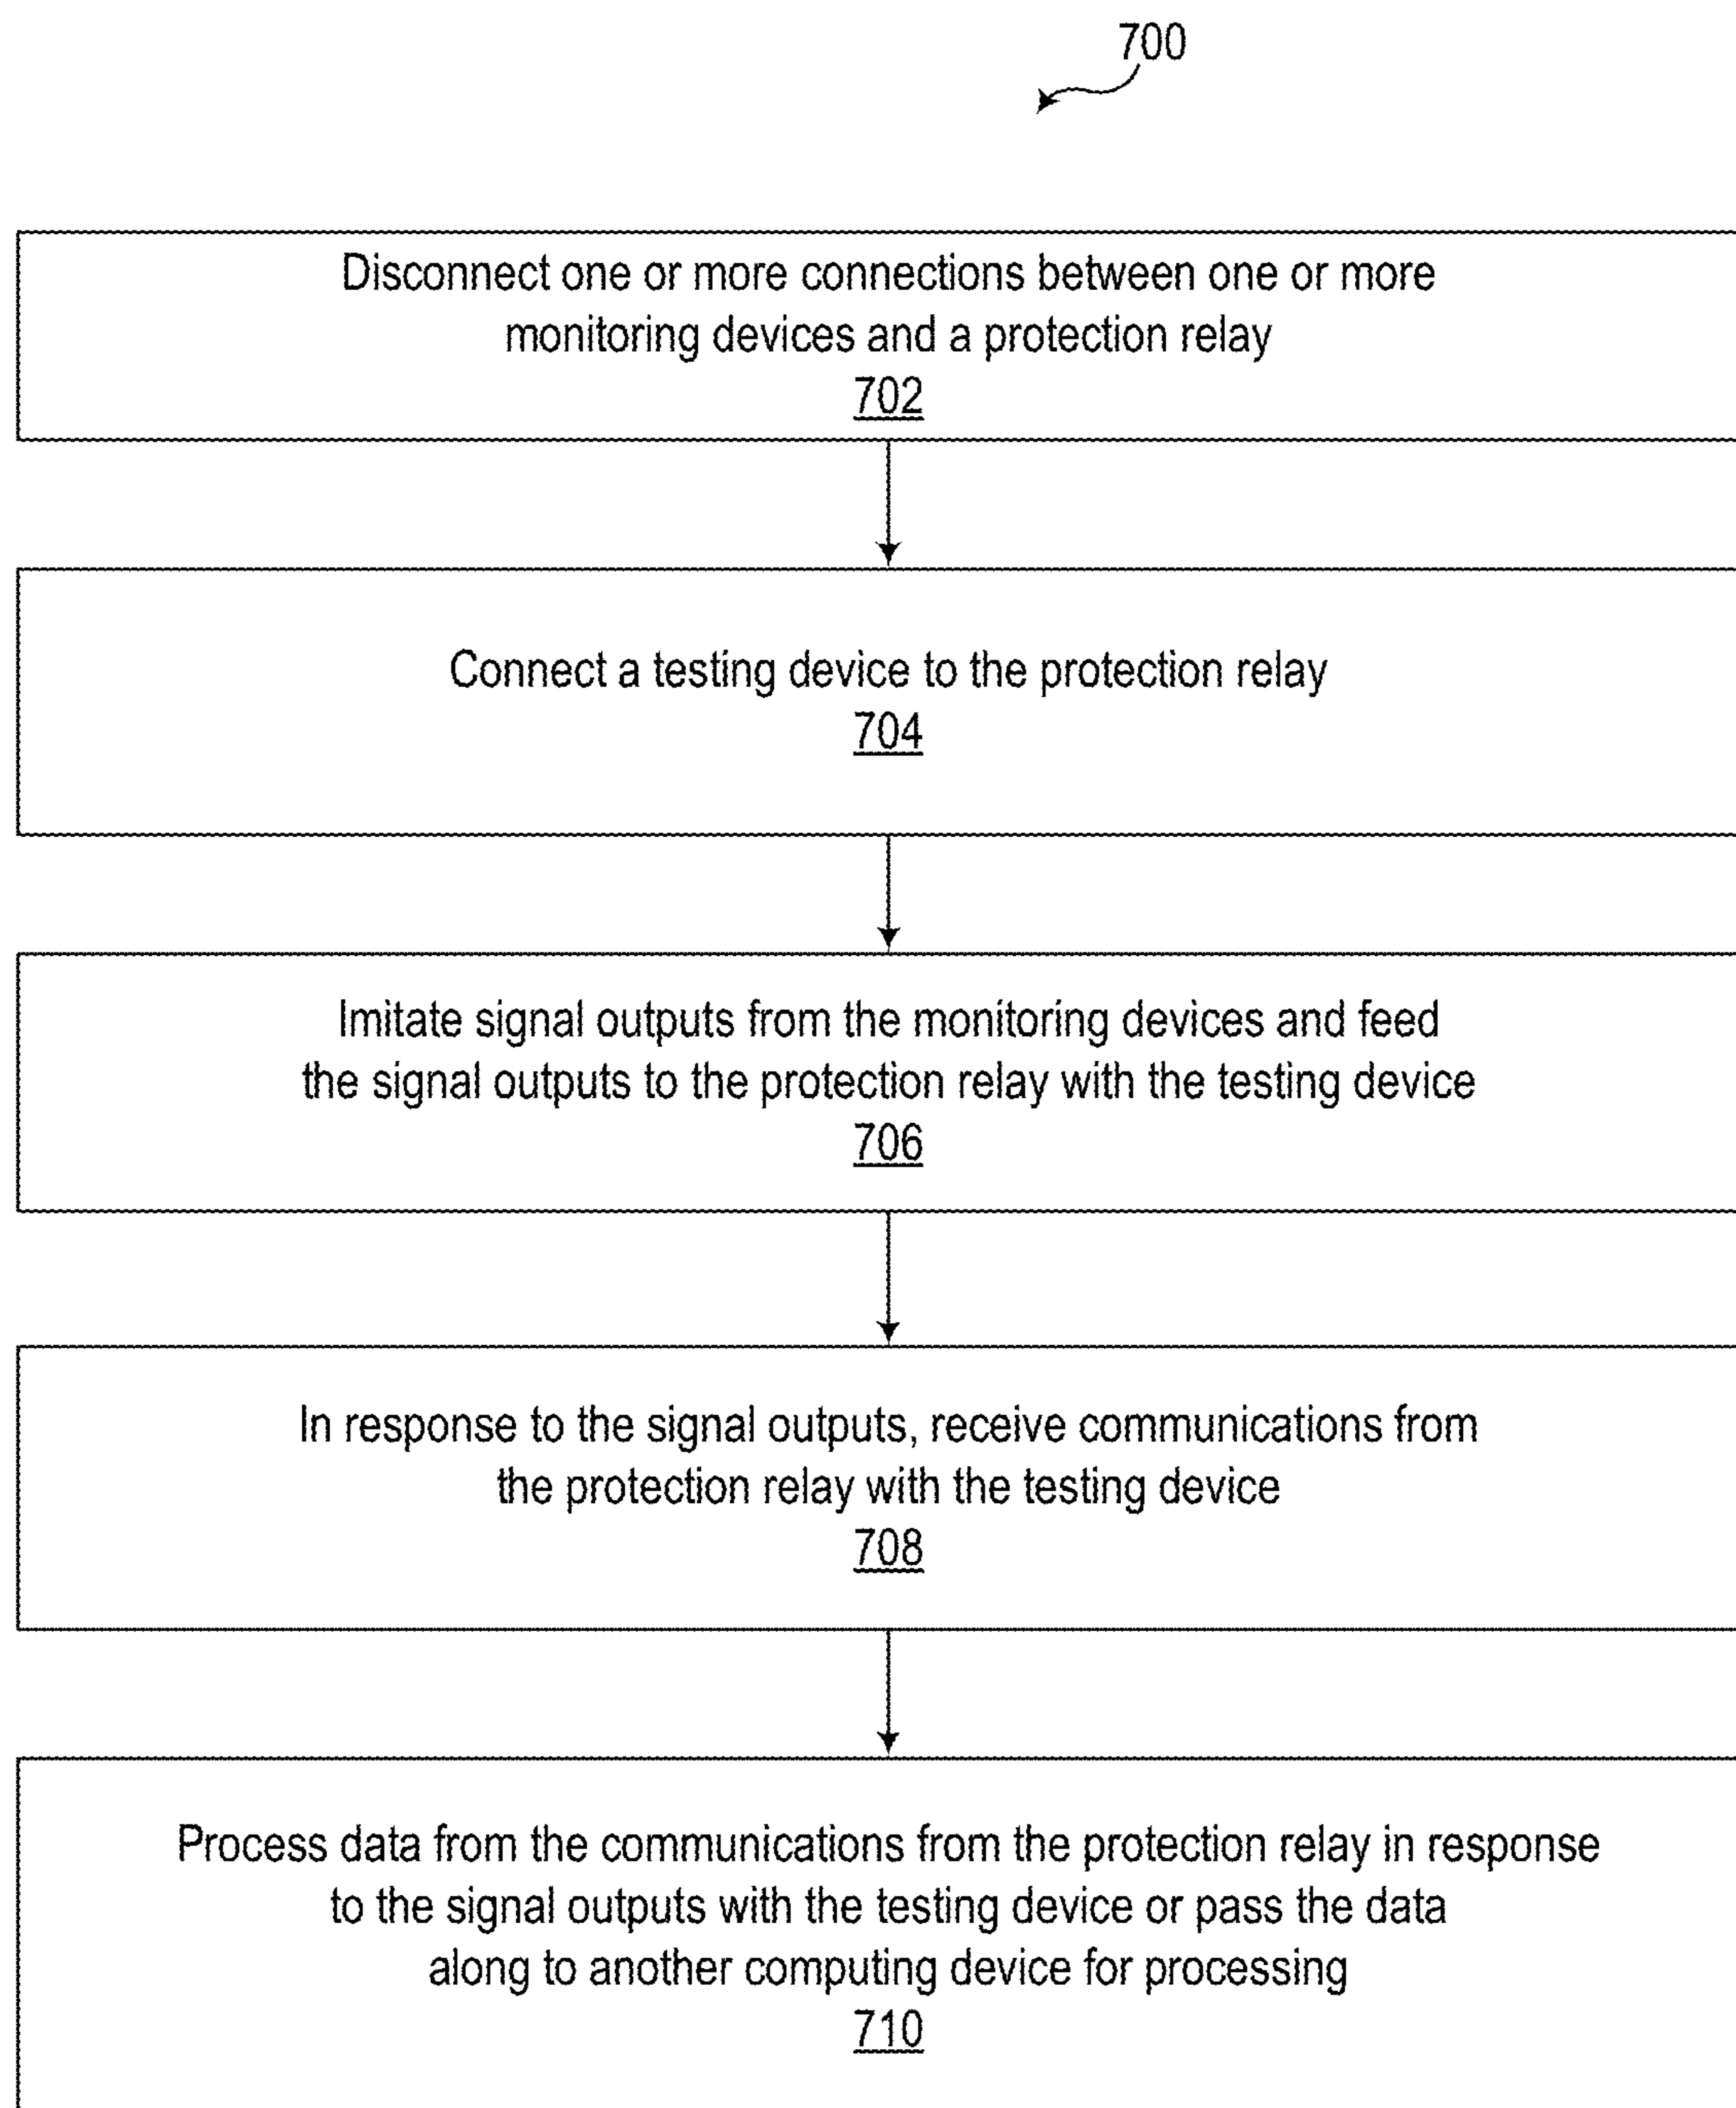 700
Disconnect one or more connections between one or more
monitoring devices and a protection relay
702
Connect a testing device to the protection relay
704
Imitate signal outputs from the monitoring devices and feed
the signal outputs to the protection relay with the testing device
706
In response to the signal outputs, receive communications from
the protection relay with the testing device
708
Process data from the communications from the protection relay in response
to the signal outputs with the testing device or pass the data
along to another computing device for processing
710